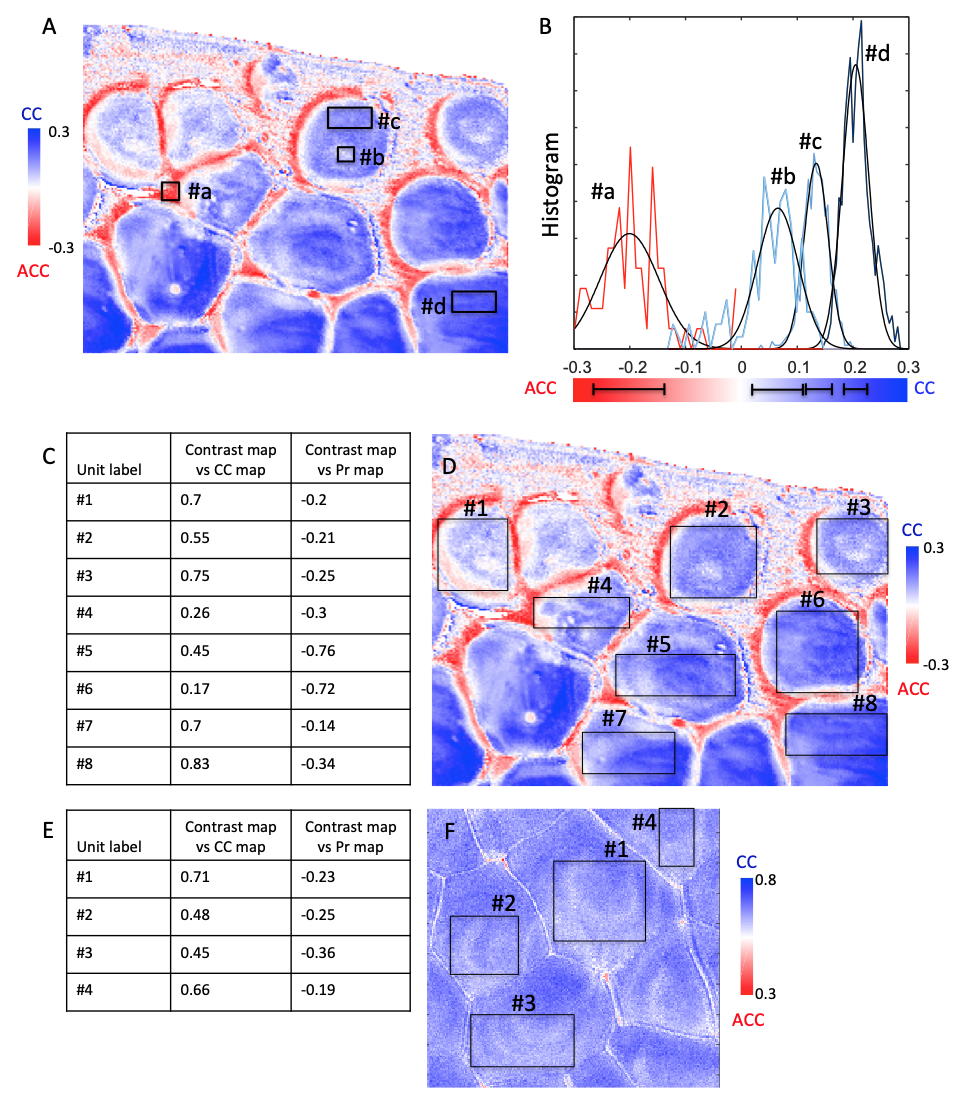 A
CC
0.3
-0.3
ACC
#c
#b
#a
#d
B
Histogram
#a
#b
#c
#d
-0.3 -0.2 -0.1 0 0.1 0.2 0.3
ACC CC
C
Unit label Contrast map vs CC map Contrast map vs Pr map
#1 0.7 -0.2
#2 0.55 -0.21
#3 0.75 -0.25
#4 0.26 -0.3
#5 0.45 -0.76
#6 0.17 -0.72
#7 0.7 -0.14
#8 0.83 -0.34
D
#1
#2
#3
#4
#5
#6
#7
#8
CC
0.3
-0.3
ACC
E
Unit label Contrast map vs CC map Contrast map vs Pr map
#1 0.71 -0.23
#2 0.48 -0.25
#3 0.45 -0.36
#4 0.66 -0.19
F
#4
#1
#2
#3
CC
0.8
0.3
ACC